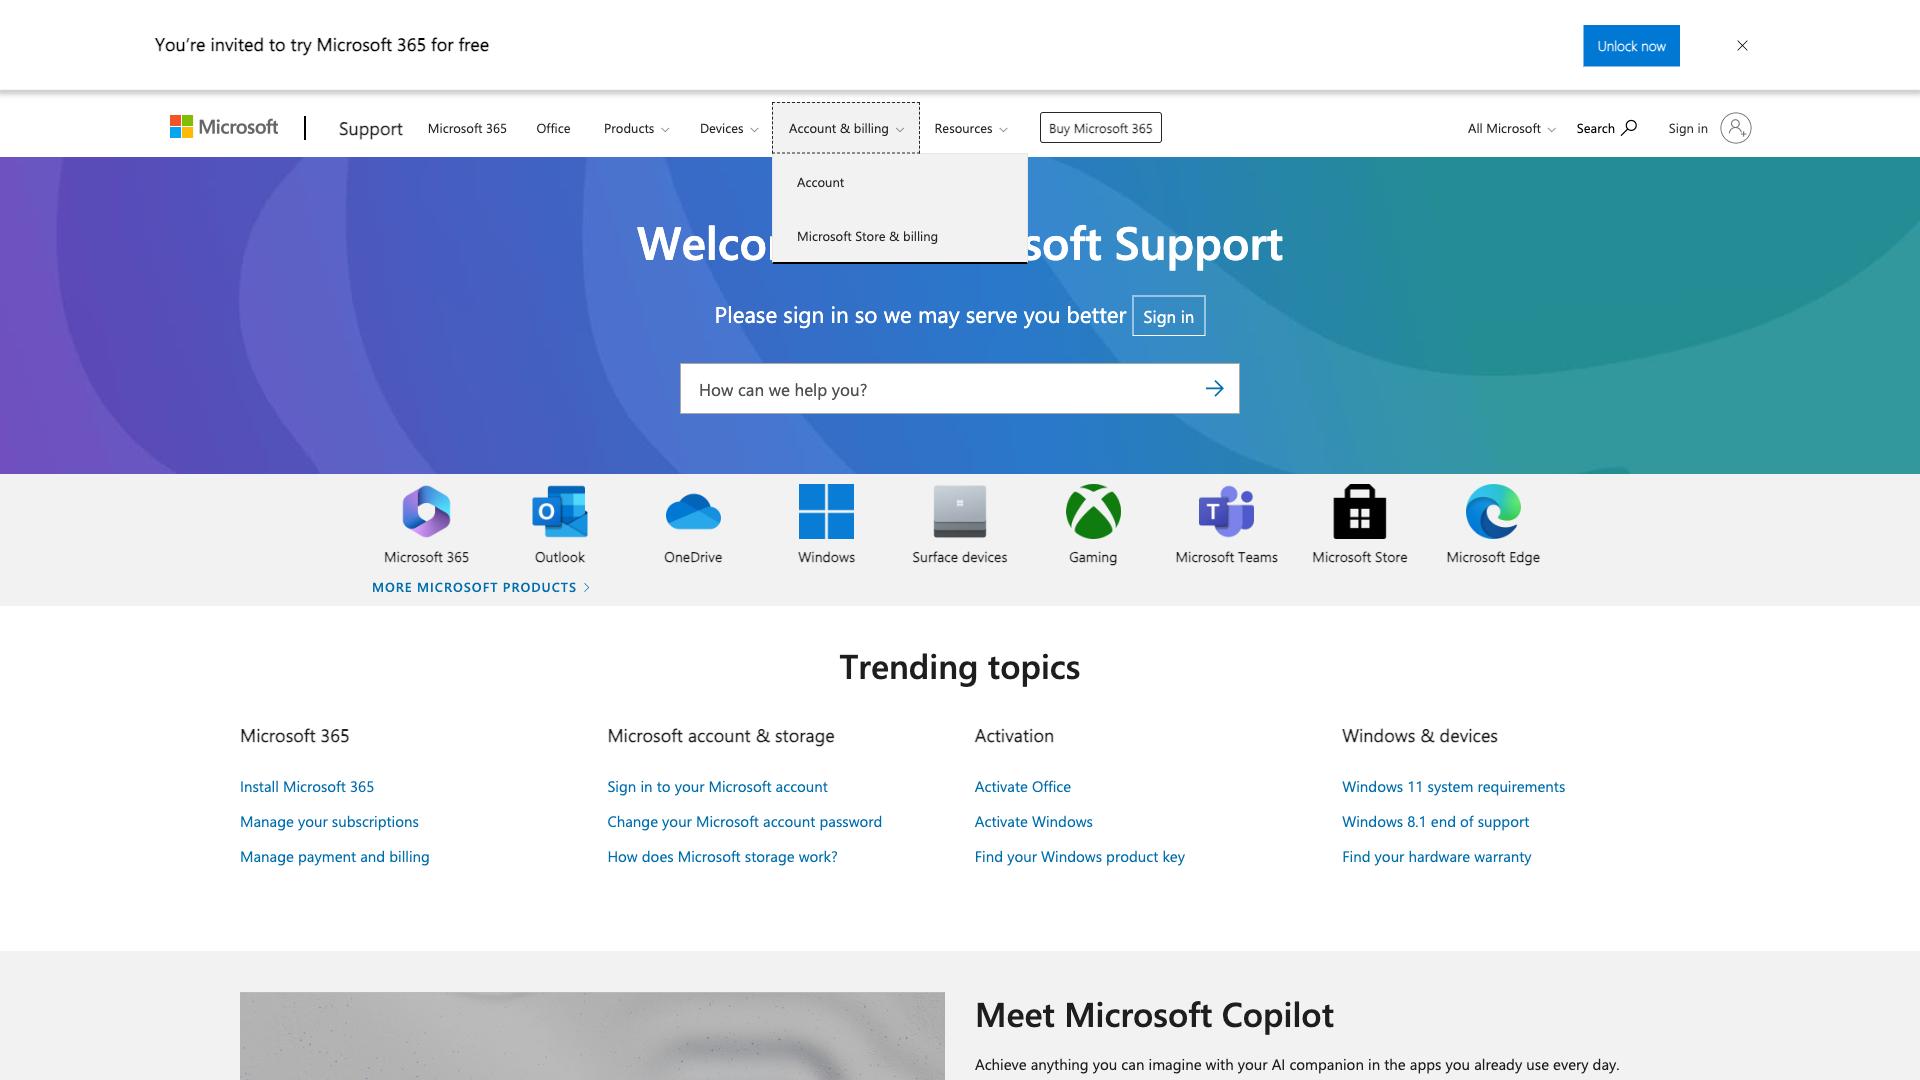 You're invited to try Microsoft 365 for free
Unlock now
Microsoft
Support
Microsoft 365
Office
Products
Devices
Account & billing
Resources
Buy Microsoft 365
All Microsoft
Search
Sign in
Account
Microsoft Store & billing
Welco
soft Support
Please sign in so we may serve you better
Sign in
How can we help you?
Microsoft 365
Outlook
OneDrive
Windows
Surface devices
Gaming
Microsoft Teams
Microsoft Store
Microsoft Edge
MORE MICROSOFT PRODUCTS
Trending topics
Microsoft 365
Install Microsoft 365
Manage your subscriptions
Manage payment and billing
Microsoft account & storage
Sign in to your Microsoft account
Change your Microsoft account password
How does Microsoft storage work?
Activation
Activate Office
Activate Windows
Find your Windows product key
Windows & devices
Windows 11 system requirements
Windows 8.1 end of support
Find your hardware warranty
Meet Microsoft Copilot
Achieve anything you can imagine with your AI companion in the apps you already use every day.